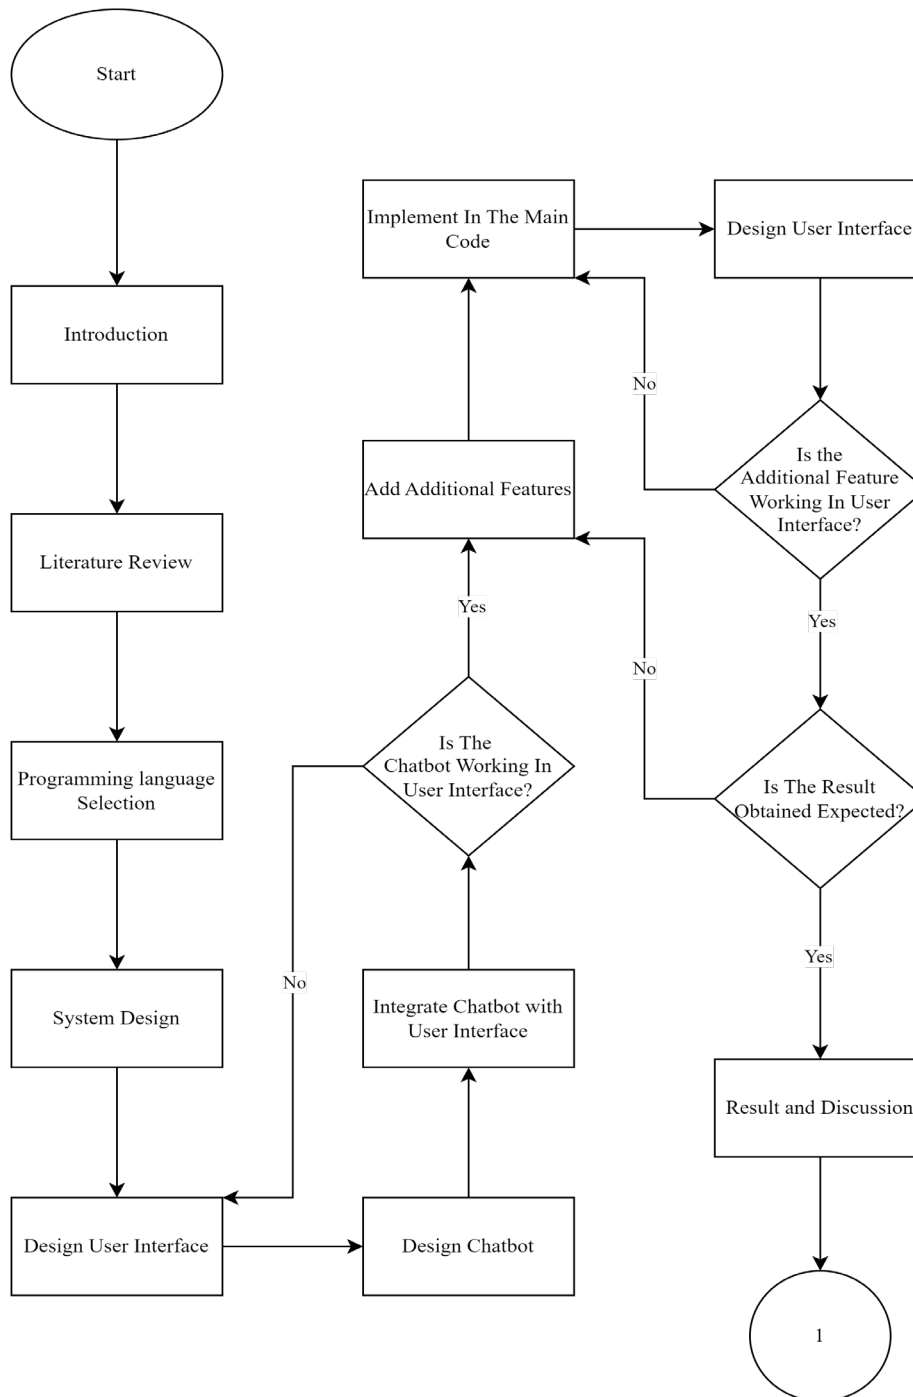 Start
Introduction
Literature Review
Programming language
Selection
System Design
Design User Interface
Design Chatbot
Integrate Chatbot with
User Interface
Is The
Chatbot Working In
User Interface?
No
Yes
Add Additional Features
Implement In The Main
Code
Design User Interface
Is the
Additional Feature
Working In User
Interface?
No
Yes
Is The Result
Obtained Expected?
No
Yes
Result and Discussion
1